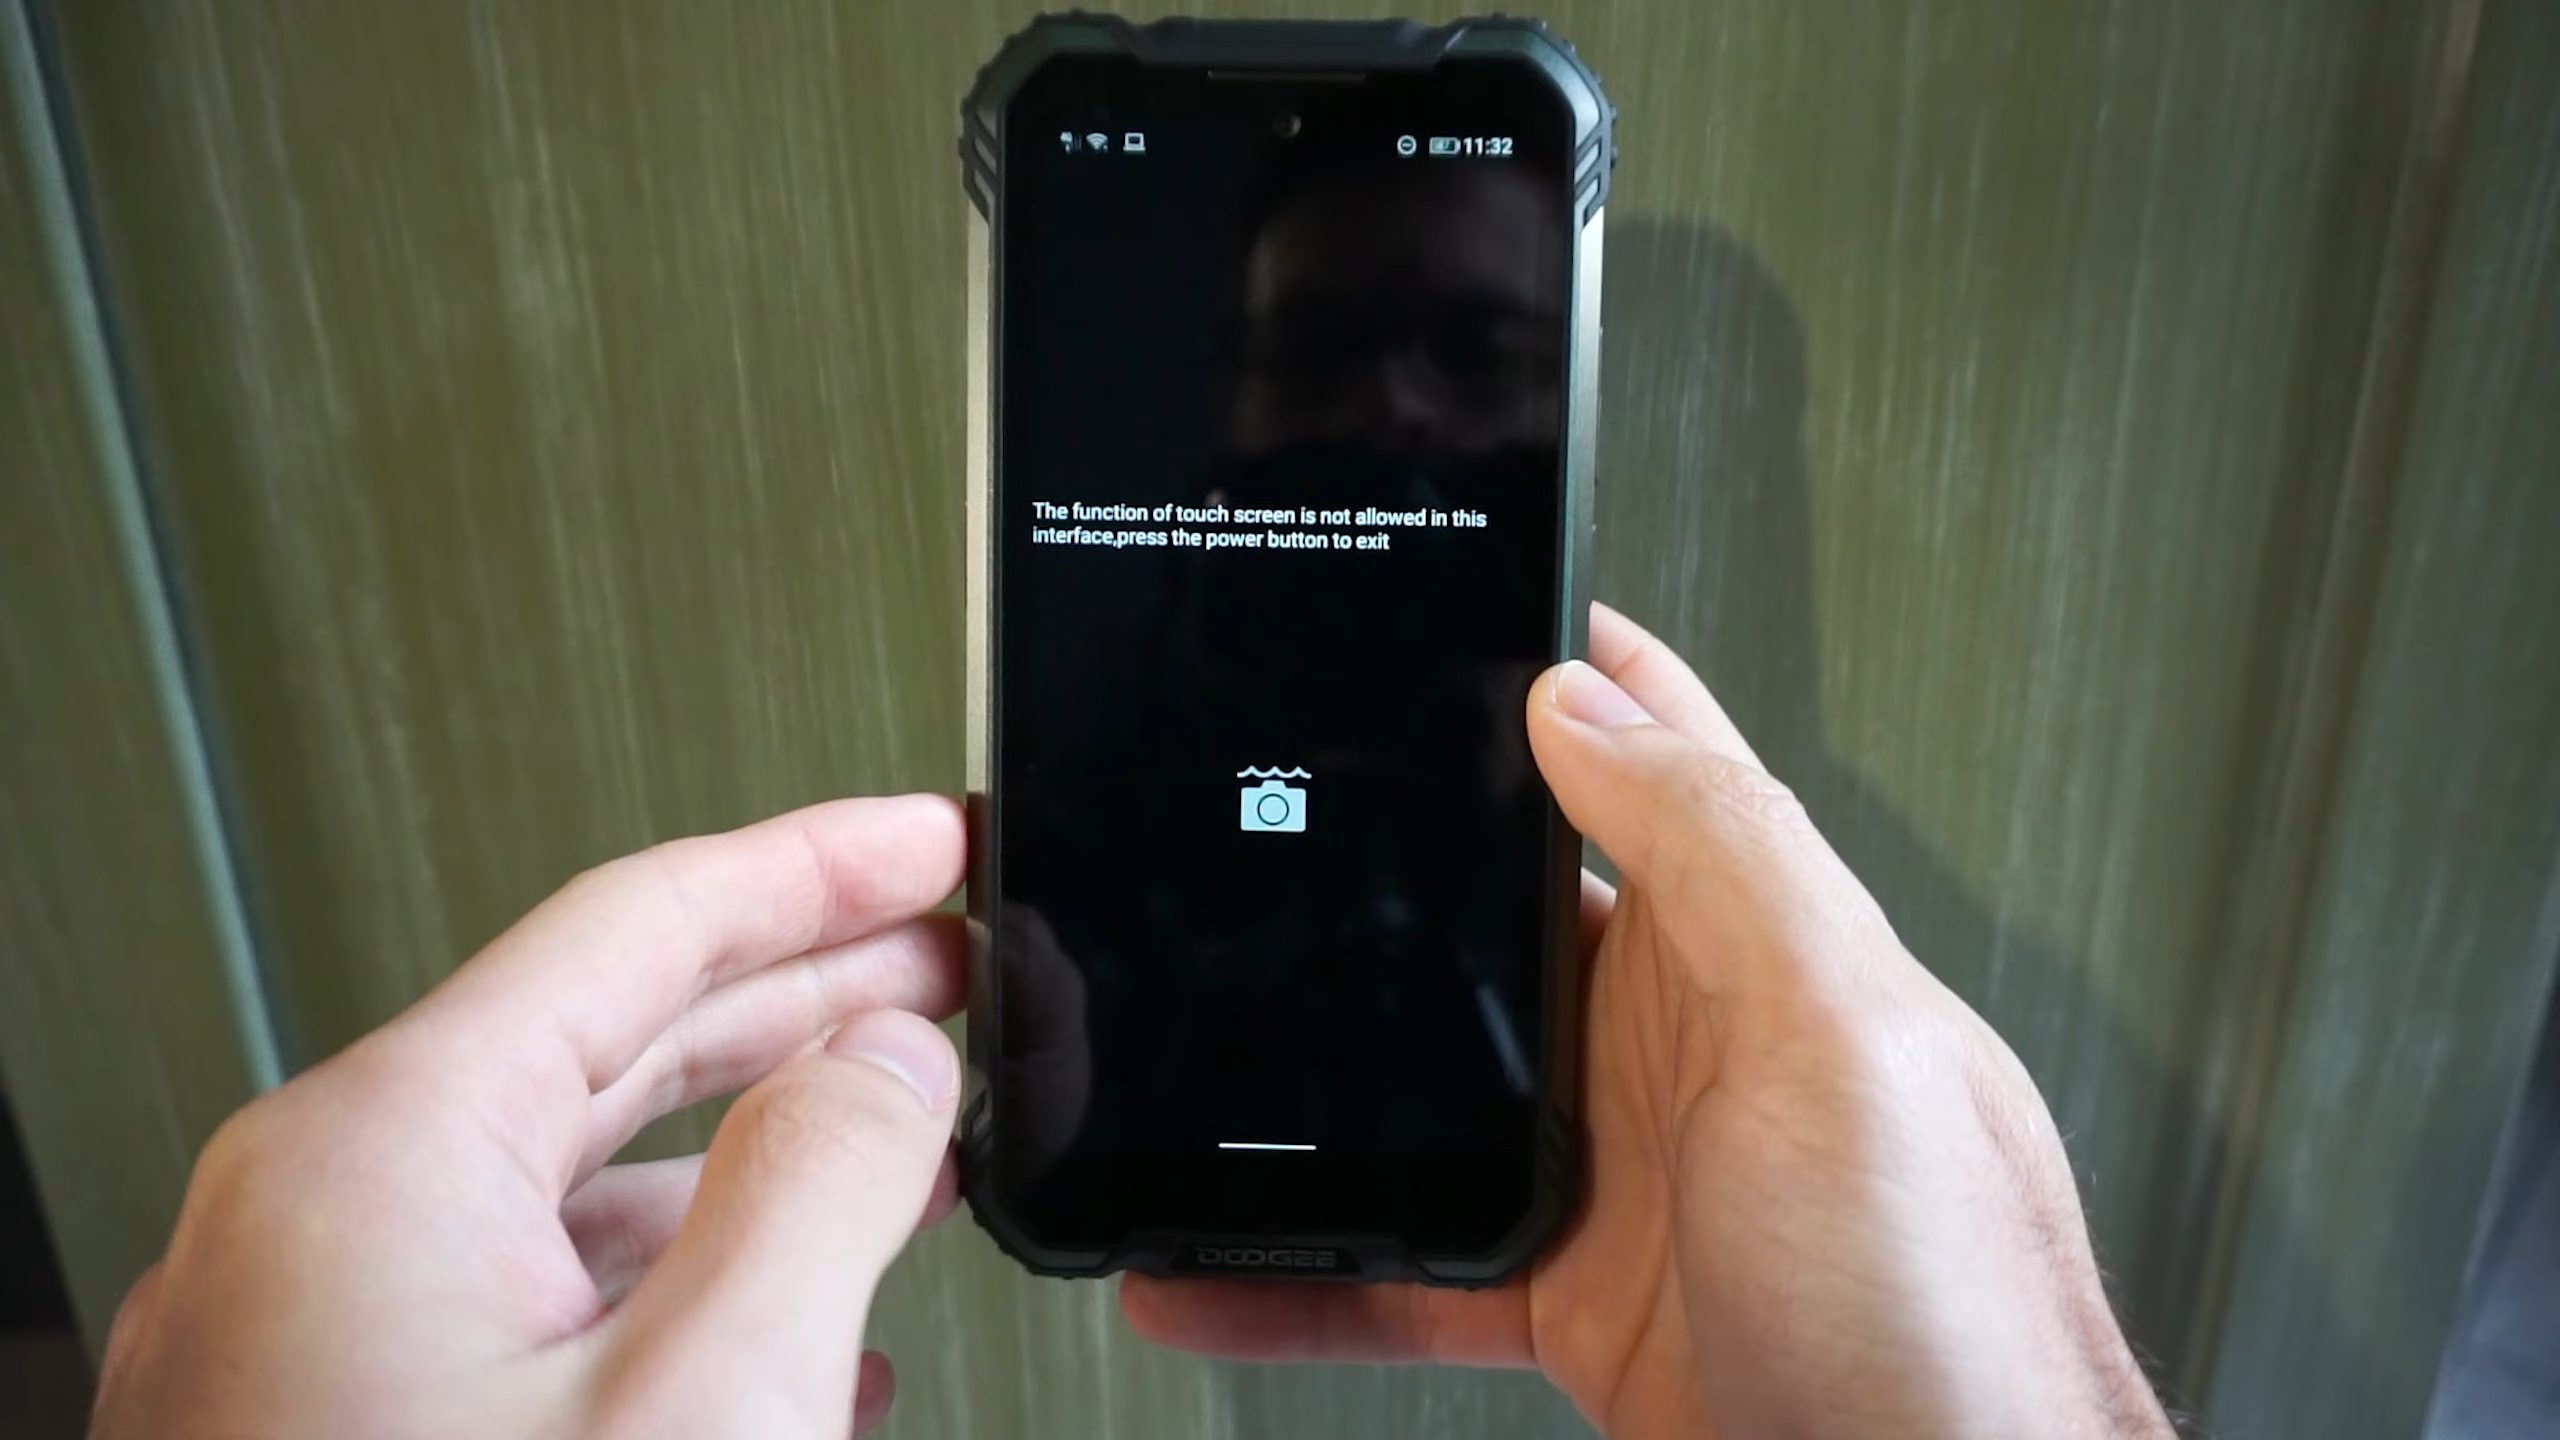 11:32
The function of touch screen is not allowed in this
interface,press the power button to exit
DOOGEE